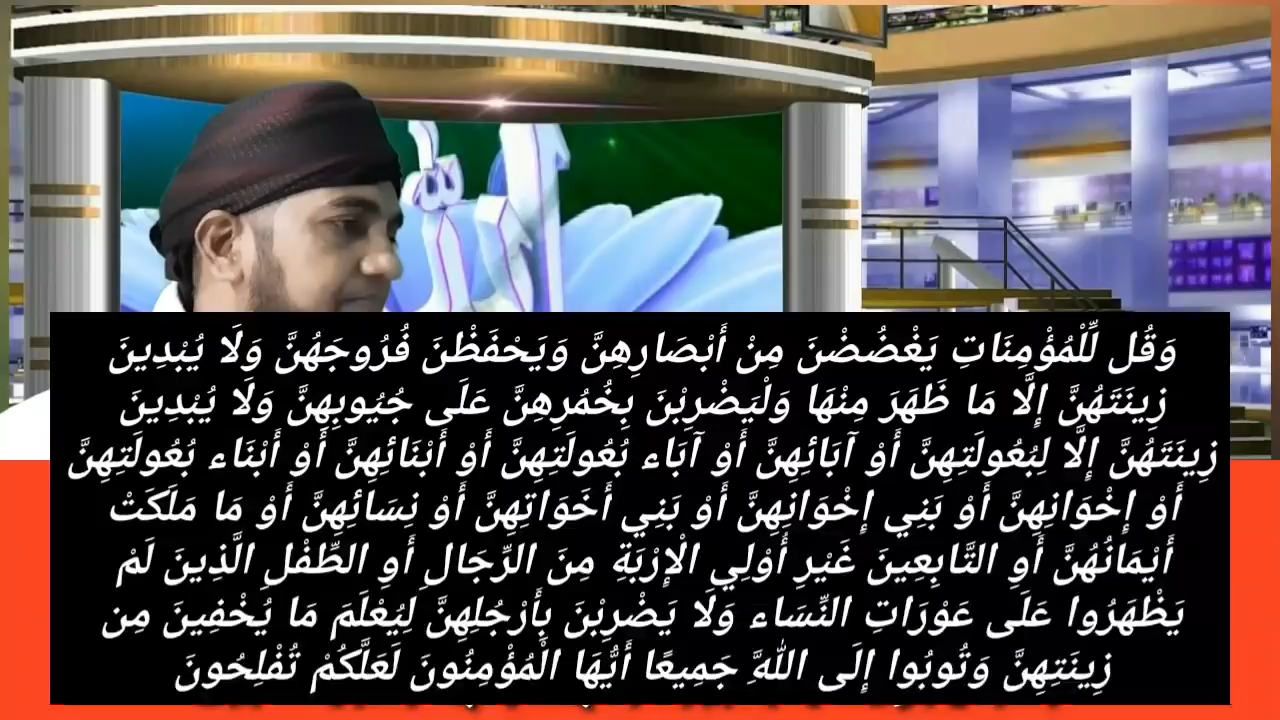 الله
وَقُل لِّلْمُؤْمِنَاتِ يَغْضُضْنَ مِنْ أَبْصَارِهِنَّ وَيَحْفَظْنَ فُرُوجَهُنَّ وَلَا يُبْدِينَ
زِينَتَهُنَّ إِلَّا مَا ظَهَرَ مِنْهَا وَلْيَضْرِبْنَ بِخُمُرِهِنَّ عَلَى جُيُوبِهِنَّ وَلَا يُبْدِينَ
زِينَتَهُنَّ إِلَّا لِبُعُولَتِهِنَّ أَوْ آبَائِهِنَّ أَوْ آبَاء بُعُولَتِهِنَّ أَوْ أَبْنَائِهِنَّ أَوْ أَبْنَاء بُعُولَتِهِنَّ
أَوْ إِخْوَانِهِنَّ أَوْ بَنِي إِخْوَانِهِنَّ أَوْ بَنِي أَخَوَاتِهِنَّ أَوْ نِسَائِهِنَّ أَوْ مَا مَلَكَتْ
أَيْمَانُهُنَّ أَوِ التَّابِعِينَ غَيْرِ أُوْلِي الْإِرْبَةِ مِنَ الرِّجَالِ أَوِ الطِّفْلِ الَّذِينَ لَمْ
يَظْهَرُوا عَلَى عَوْرَاتِ النِّسَاء وَلَا يَضْرِبْنَ بِأَرْجُلِهِنَّ لِيُعْلَمَ مَا يُخْفِينَ مِن
زِينَتِهِنَّ وَتُوبُوا إِلَى اللَّهِ جَمِيعًا أَيُّهَا الْمُؤْمِنُونَ لَعَلَّكُمْ تُفْلِحُونَ